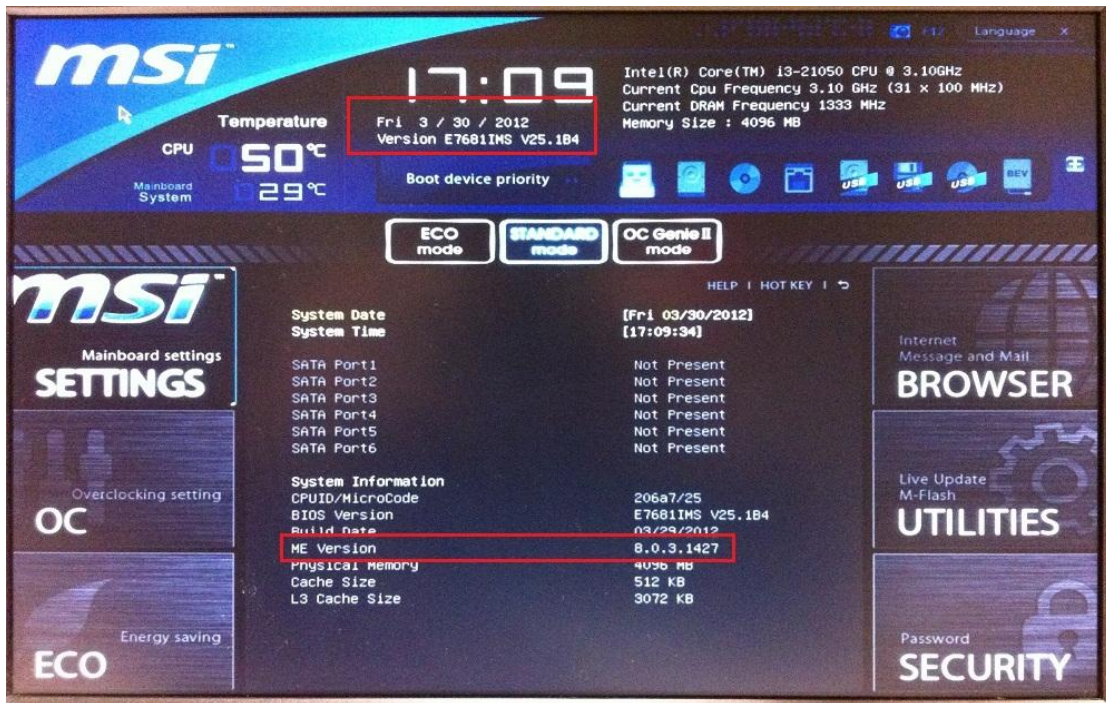 msi
17:09
Fri 3 / 30 / 2012
Version E7681IMS V25.1B4
Intel(R) Core(TM) i3-21050 CPU @ 3.10GHz
Current Cpu Frequency 3.10 GHz (31 x 100 MHz)
Current DRAM Frequency 1333 MHz
Memory Size : 4096 MB
Language X
Temperature
CPU 50°C
Mainboard
System 29°C
Boot device priority
USB USB USB BEV
ECO
mode
STANDARD
mode
OC Genie II
mode
HELP | HOT KEY |
msi
Mainboard settings
SETTINGS
Overclocking setting
OC
Energy saving
ECO
System Date [Fri 03/30/2012]
System Time [17:09:34]
SATA Port1 Not Present
SATA Port2 Not Present
SATA Port3 Not Present
SATA Port4 Not Present
SATA Port5 Not Present
SATA Port6 Not Present
System Information
CPUID/MicroCode 206a7/25
BIOS Version E7681IMS V25.1B4
Build Date 03/29/2012
ME Version 8.0.3.1427
Physical Memory 4096 MB
Cache Size 512 KB
L3 Cache Size 3072 KB
Internet
Message and Mail
BROWSER
Live Update
M-Flash
UTILITIES
Password
SECURITY